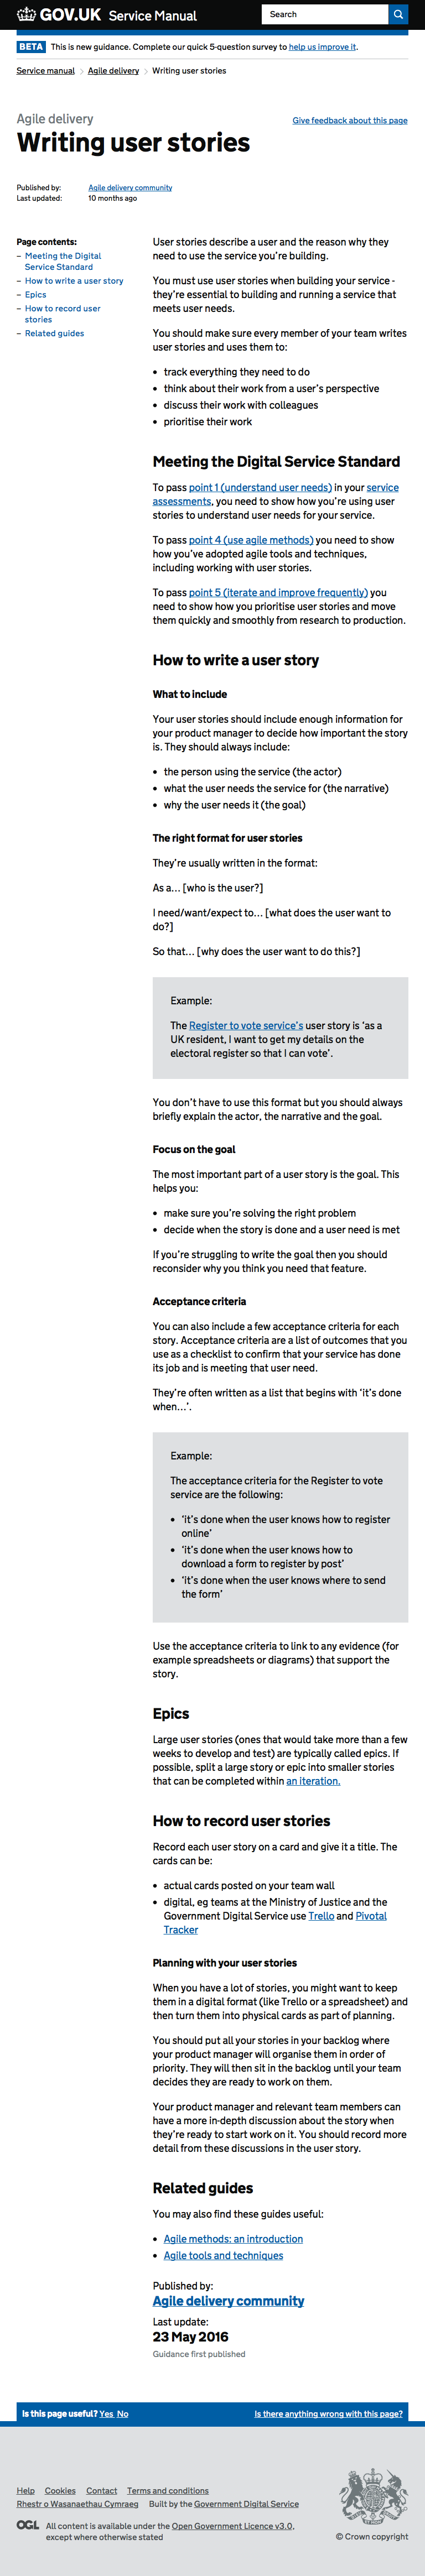 GOV.UK Service Manual
Search
BETA This is new guidance. Complete our quick 5-question survey to help us improve it.
Service manual Agile delivery Writing user stories
Agile delivery
Give feedback about this page
Writing user stories
Published by: Agile delivery community
Last updated: 10 months ago
Page contents:
– Meeting the Digital
Service Standard
– How to write a user story
– Epics
– How to record user
stories
– Related guides
User stories describe a user and the reason why they
need to use the service you’re building.
You must use user stories when building your service -
they’re essential to building and running a service that
meets user needs.
You should make sure every member of your team writes
user stories and uses them to:
• track everything they need to do
• think about their work from a user’s perspective
• discuss their work with colleagues
• prioritise their work
Meeting the Digital Service Standard
To pass point 1 (understand user needs) in your service
assessments, you need to show how you’re using user
stories to understand user needs for your service.
To pass point 4 (use agile methods) you need to show
how you’ve adopted agile tools and techniques,
including working with user stories.
To pass point 5 (iterate and improve frequently) you
need to show how you prioritise user stories and move
them quickly and smoothly from research to production.
How to write a user story
What to include
Your user stories should include enough information for
your product manager to decide how important the story
is. They should always include:
• the person using the service (the actor)
• what the user needs the service for (the narrative)
• why the user needs it (the goal)
The right format for user stories
They’re usually written in the format:
As a… [who is the user?]
I need/want/expect to… [what does the user want to
do?]
So that… [why does the user want to do this?]
Example:
The Register to vote service’s user story is ‘as a
UK resident, I want to get my details on the
electoral register so that I can vote’.
You don’t have to use this format but you should always
briefly explain the actor, the narrative and the goal.
Focus on the goal
The most important part of a user story is the goal. This
helps you:
• make sure you’re solving the right problem
• decide when the story is done and a user need is met
If you’re struggling to write the goal then you should
reconsider why you think you need that feature.
Acceptance criteria
You can also include a few acceptance criteria for each
story. Acceptance criteria are a list of outcomes that you
use as a checklist to confirm that your service has done
its job and is meeting that user need.
They’re often written as a list that begins with ‘it’s done
when…’.
Example:
The acceptance criteria for the Register to vote
service are the following:
• ‘it’s done when the user knows how to register
online’
• ‘it’s done when the user knows how to
download a form to register by post’
• ‘it’s done when the user knows where to send
the form’
Use the acceptance criteria to link to any evidence (for
example spreadsheets or diagrams) that support the
story.
Epics
Large user stories (ones that would take more than a few
weeks to develop and test) are typically called epics. If
possible, split a large story or epic into smaller stories
that can be completed within an iteration.
How to record user stories
Record each user story on a card and give it a title. The
cards can be:
• actual cards posted on your team wall
• digital, eg teams at the Ministry of Justice and the
Government Digital Service use Trello and Pivotal
Tracker
Planning with your user stories
When you have a lot of stories, you might want to keep
them in a digital format (like Trello or a spreadsheet) and
then turn them into physical cards as part of planning.
You should put all your stories in your backlog where
your product manager will organise them in order of
priority. They will then sit in the backlog until your team
decides they are ready to work on them.
Your product manager and relevant team members can
have a more in-depth discussion about the story when
they’re ready to start work on it. You should record more
detail from these discussions in the user story.
Related guides
You may also find these guides useful:
• Agile methods: an introduction
• Agile tools and techniques
Published by:
Agile delivery community
Last update:
23 May 2016
Guidance first published
Is this page useful? Yes No
Is there anything wrong with this page?
Help Cookies Contact Terms and conditions
Rhestr o Wasanaethau Cymraeg Built by the Government Digital Service
OGL All content is available under the Open Government Licence v3.0,
except where otherwise stated
© Crown copyright